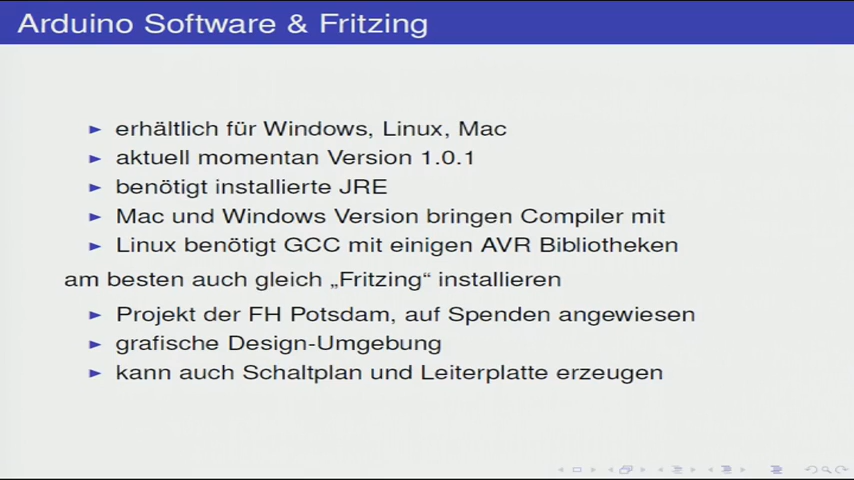 Arduino Software & Fritzing
erhältlich für Windows, Linux, Mac
aktuell momentan Version 1.0.1
benötigt installierte JRE
Mac und Windows Version bringen Compiler mit
Linux benötigt GCC mit einigen AVR Bibliotheken
am besten auch gleich „Fritzing“ installieren
Projekt der FH Potsdam, auf Spenden angewiesen
grafische Design-Umgebung
kann auch Schaltplan und Leiterplatte erzeugen